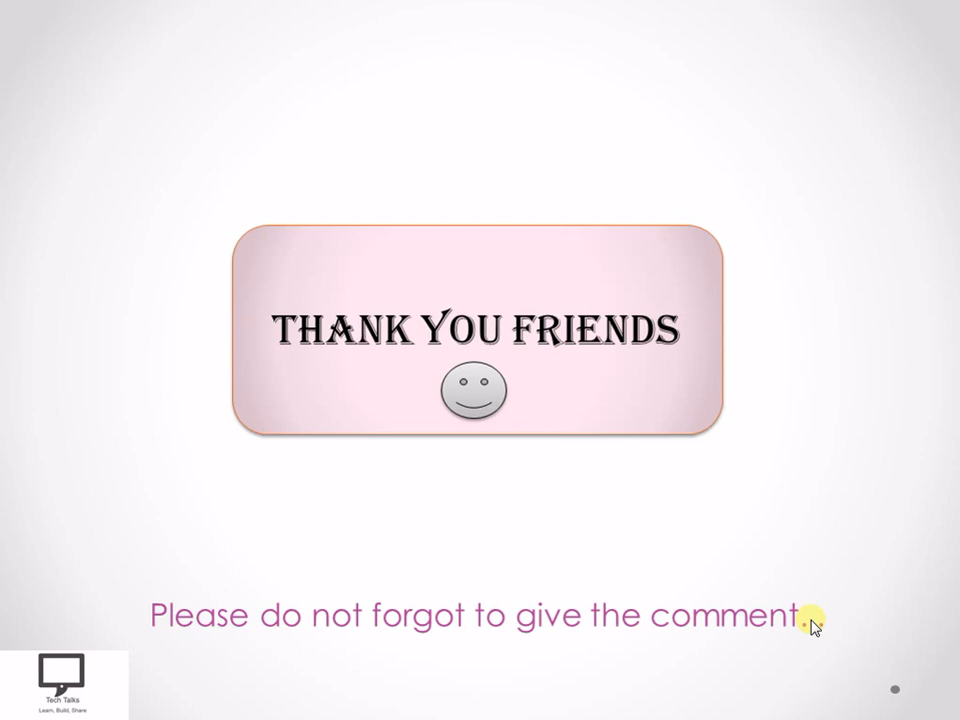 THANK YOU FRIENDS
Please do not forgot to give the comment...
Tech Talks
Learn, Build, Share